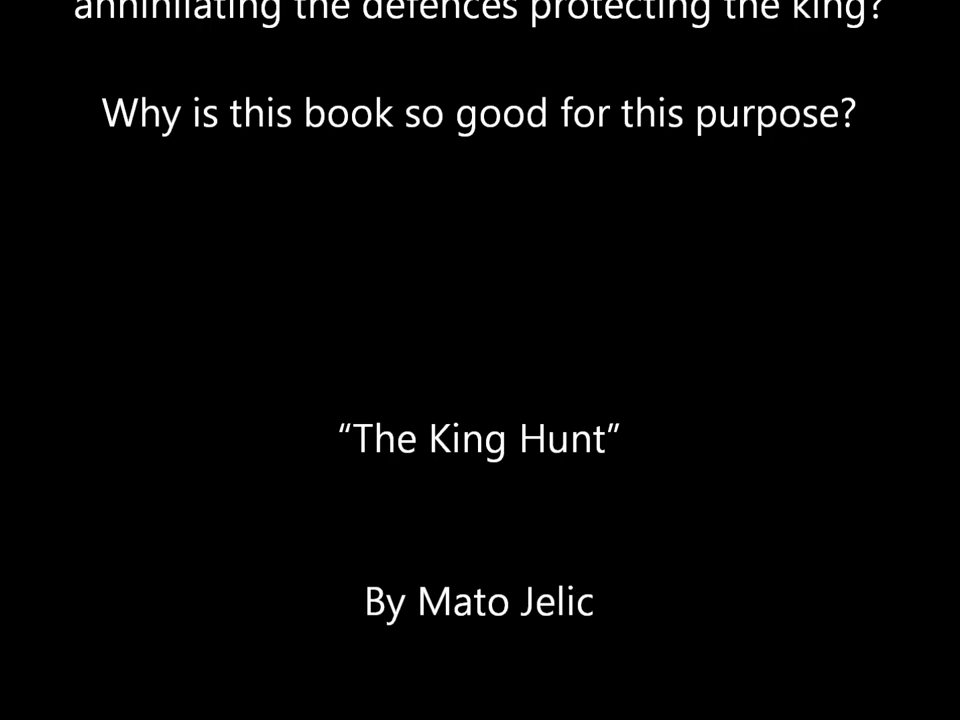 annihilating the defences protecting the king?
Why is this book so good for this purpose?
“The King Hunt”
By Mato Jelic